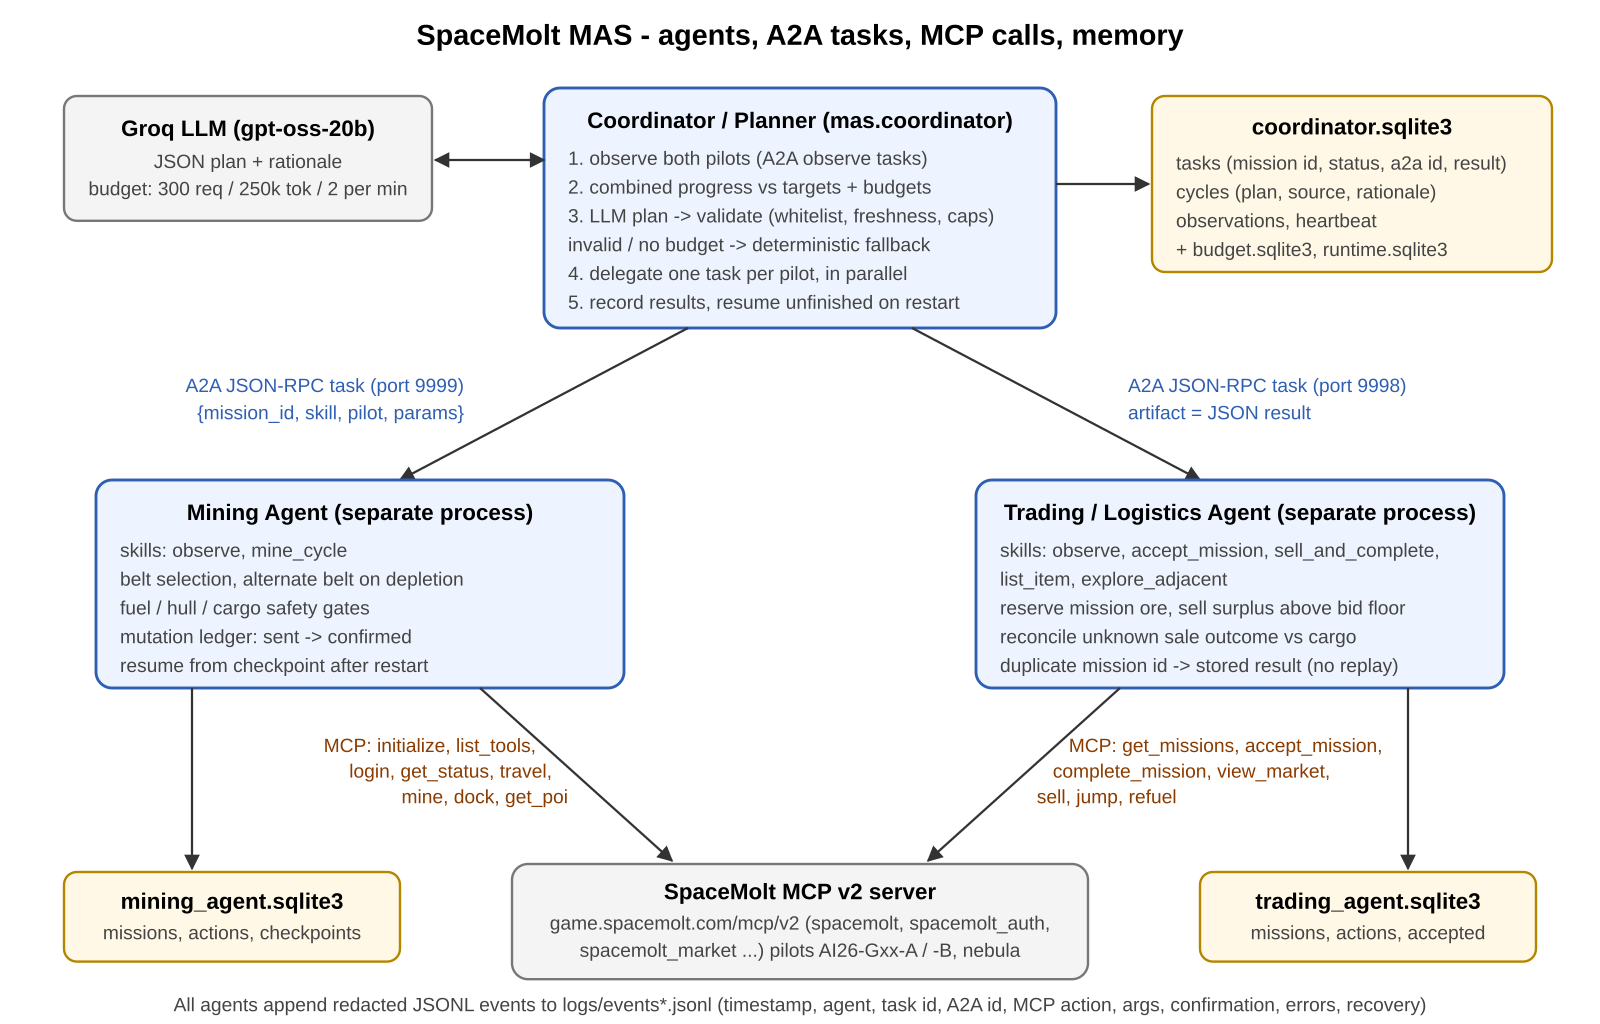 SpaceMolt MAS - agents, A2A tasks, MCP calls, memory
Groq LLM (gpt-oss-20b)
JSON plan + rationale
budget: 300 req / 250k tok / 2 per min
Coordinator / Planner (mas.coordinator)
1. observe both pilots (A2A observe tasks)
2. combined progress vs targets + budgets
3. LLM plan -> validate (whitelist, freshness, caps)
invalid / no budget -> deterministic fallback
4. delegate one task per pilot, in parallel
5. record results, resume unfinished on restart
coordinator.sqlite3
tasks (mission id, status, a2a id, result)
cycles (plan, source, rationale)
observations, heartbeat
+ budget.sqlite3, runtime.sqlite3
A2A JSON-RPC task (port 9999)
{mission_id, skill, pilot, params}
A2A JSON-RPC task (port 9998)
artifact = JSON result
Mining Agent (separate process)
skills: observe, mine_cycle
belt selection, alternate belt on depletion
fuel / hull / cargo safety gates
mutation ledger: sent -> confirmed
resume from checkpoint after restart
Trading / Logistics Agent (separate process)
skills: observe, accept_mission, sell_and_complete,
list_item, explore_adjacent
reserve mission ore, sell surplus above bid floor
reconcile unknown sale outcome vs cargo
duplicate mission id -> stored result (no replay)
MCP: initialize, list_tools,
login, get_status, travel,
mine, dock, get_poi
MCP: get_missions, accept_mission,
complete_mission, view_market,
sell, jump, refuel
mining_agent.sqlite3
missions, actions, checkpoints
SpaceMolt MCP v2 server
game.spacemolt.com/mcp/v2 (spacemolt, spacemolt_auth,
spacemolt_market ...) pilots AI26-Gxx-A / -B, nebula
trading_agent.sqlite3
missions, actions, accepted
All agents append redacted JSONL events to logs/events*.jsonl (timestamp, agent, task id, A2A id, MCP action, args, confirmation, errors, recovery)